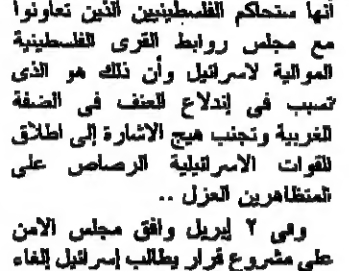 أنها ستحاكم الفلسطينيين الذين تعاونوا
مع مجلس روابط القرى الفلسطينية
الموالية لاسرائيل وأن ذلك هو الذى
تسبب فى إندلاع العنف فى الضفة
الغربية وتجنب هيج الاشارة إلى اطلاق
القوات الاسرائيلية الرصاص على
المتظاهرين العزل ..
وفى ٢ إبريل وافق مجلس الامن
على مشروع قرار يطالب إسرائيل إلغاء